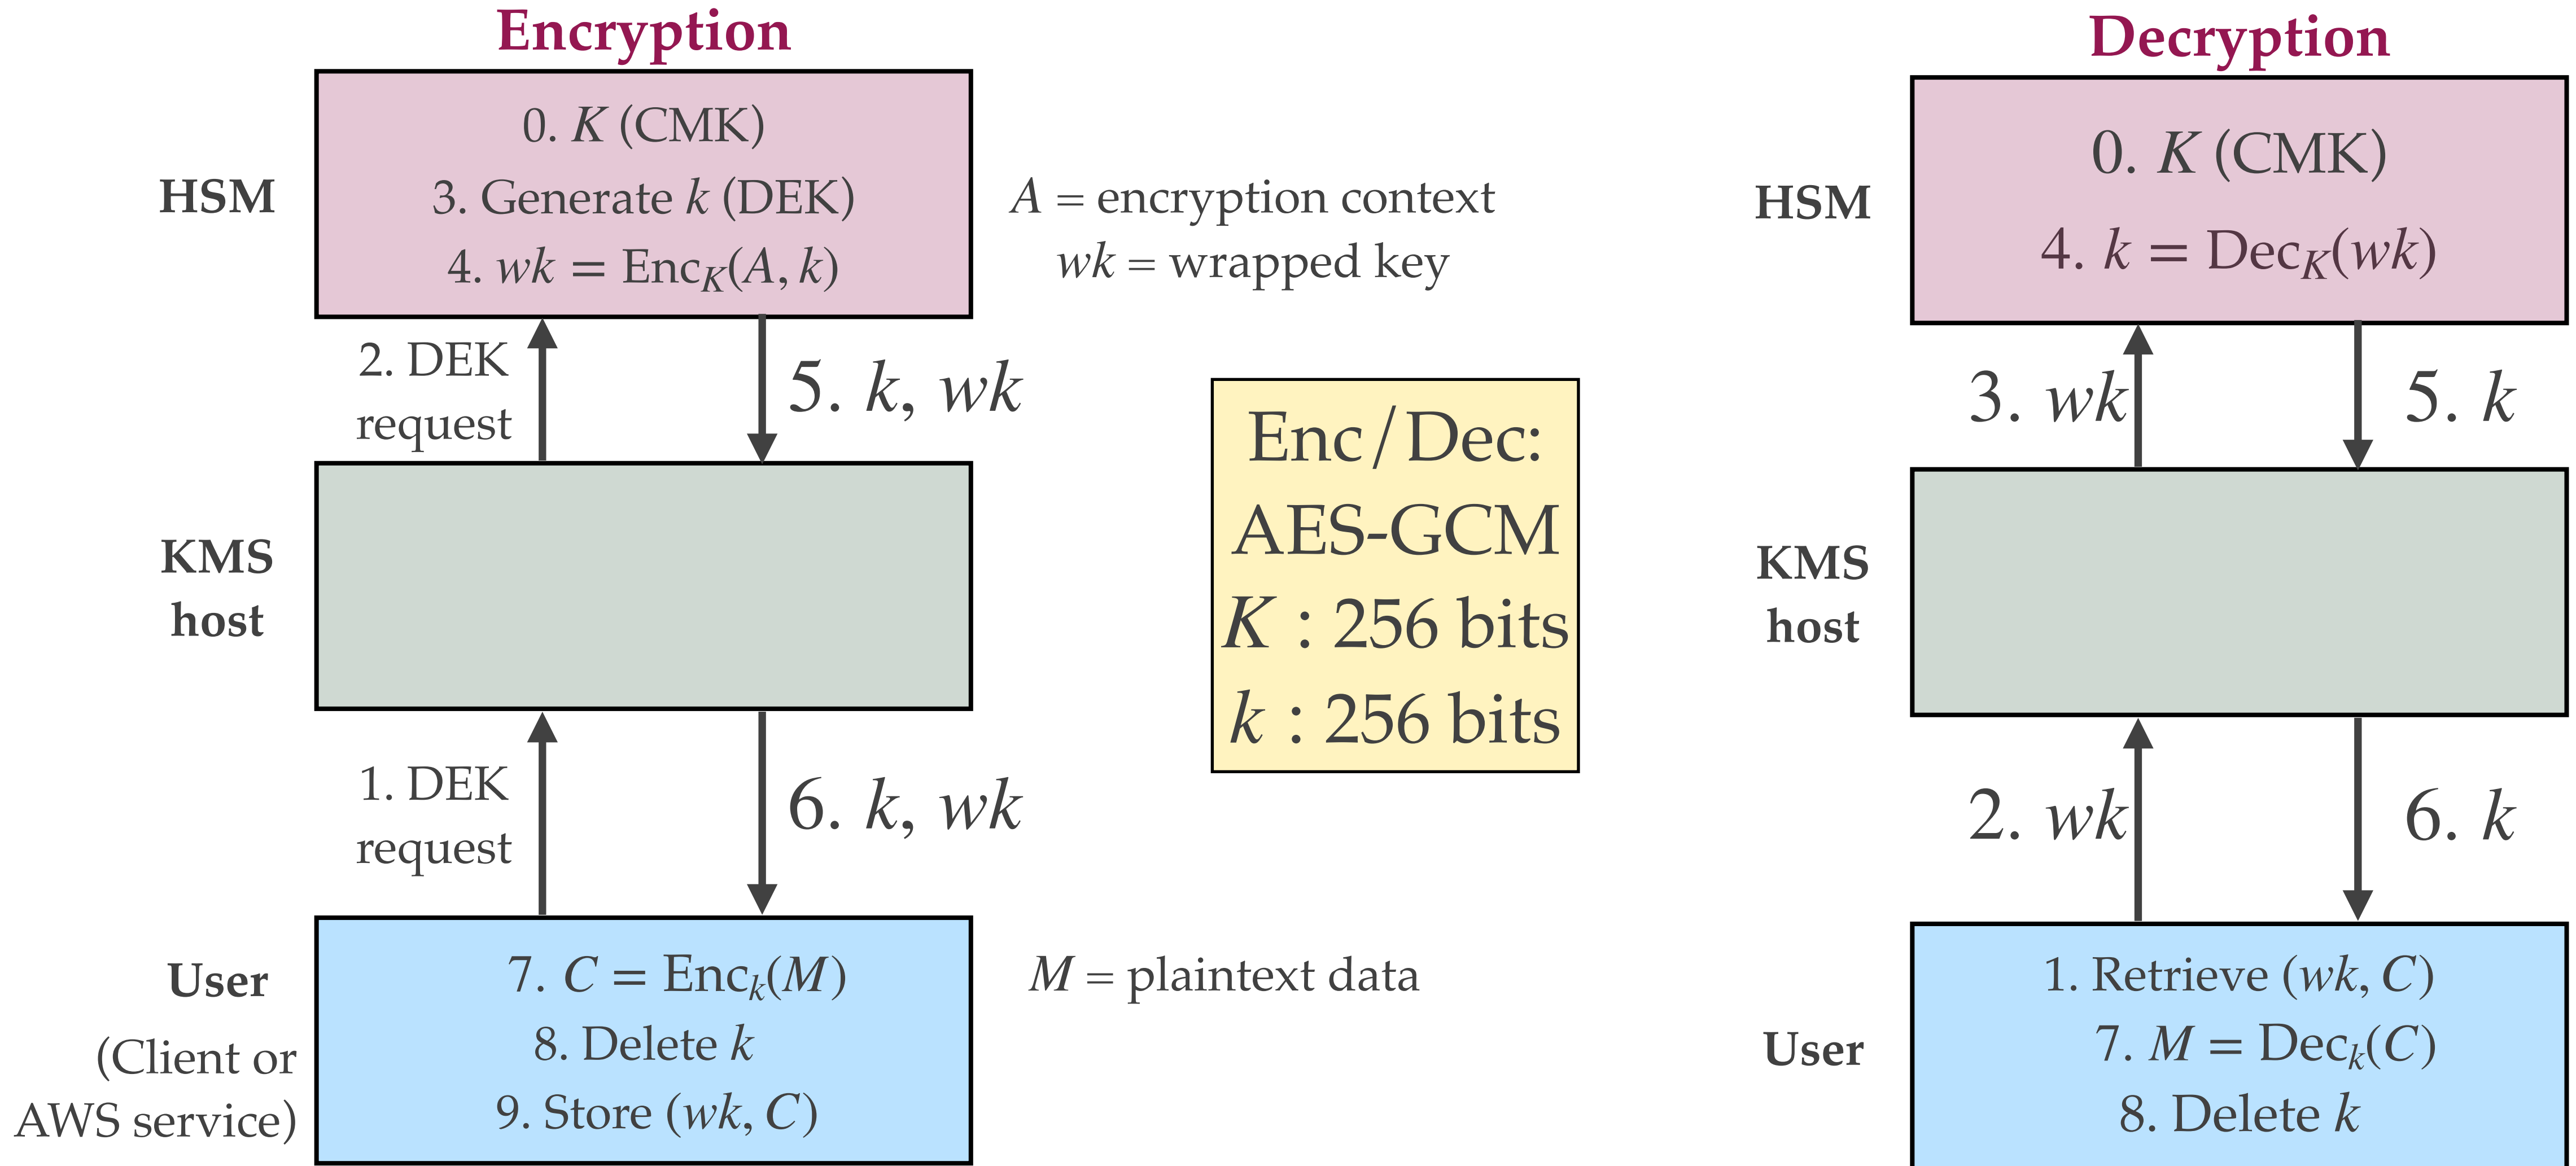 Encryption
HSM
0. K (CMK)
3. Generate k (DEK)
4. wk = Enc_K(A, k)
A = encryption context
wk = wrapped key
2. DEK
request
5. k, wk
KMS
host
1. DEK
request
6. k, wk
User
(Client or
AWS service)
7. C = Enc_k(M)
8. Delete k
9. Store (wk, C)
M = plaintext data
Enc/Dec:
AES-GCM
K : 256 bits
k : 256 bits
Decryption
HSM
0. K (CMK)
4. k = Dec_K(wk)
3. wk
5. k
KMS
host
2. wk
6. k
User
1. Retrieve (wk, C)
7. M = Dec_k(C)
8. Delete k